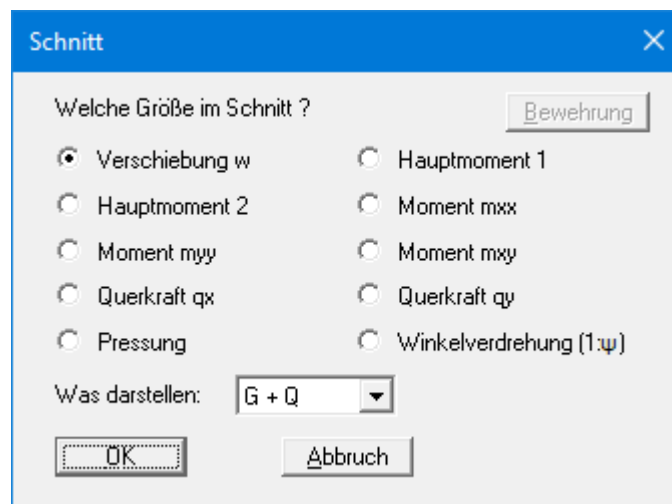 Schnitt
Welche Größe im Schnitt ? Bewehrung
Verschiebung w Hauptmoment 1
Hauptmoment 2 Moment mxx
Moment myy Moment mxy
Querkraft qx Querkraft qy
Pressung Winkelverdrehung (1:ψ)
Was darstellen: G + Q
OK Abbruch